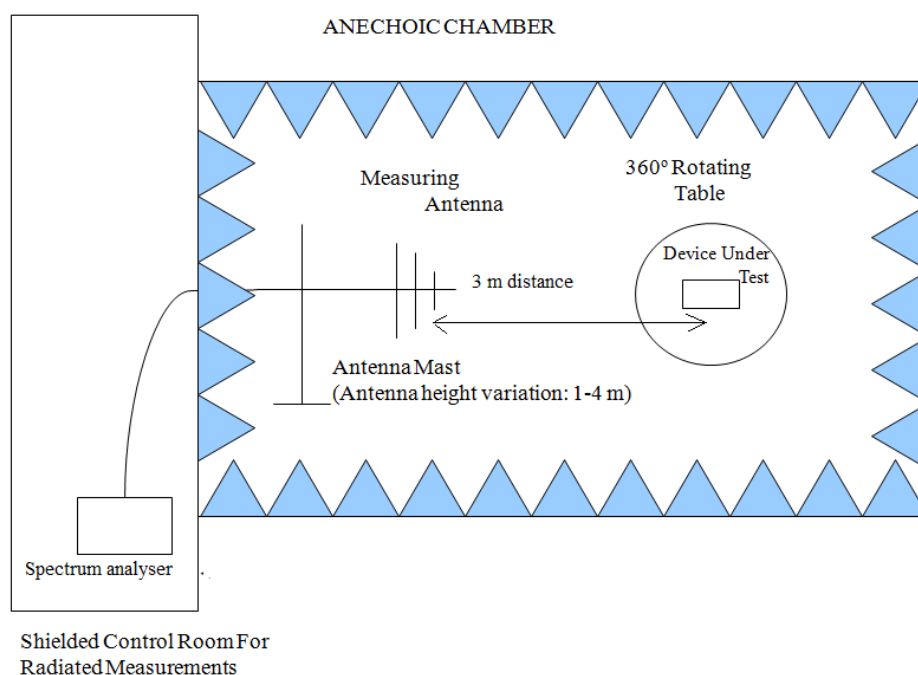 ANECHOIC CHAMBER
360° Rotating
Table
Measuring
Antenna
Device Under
Test
3 m distance
Antenna Mast
(Antenna height variation: 1-4 m)
Spectrum analyser
Shielded Control Room For
Radiated Measurements